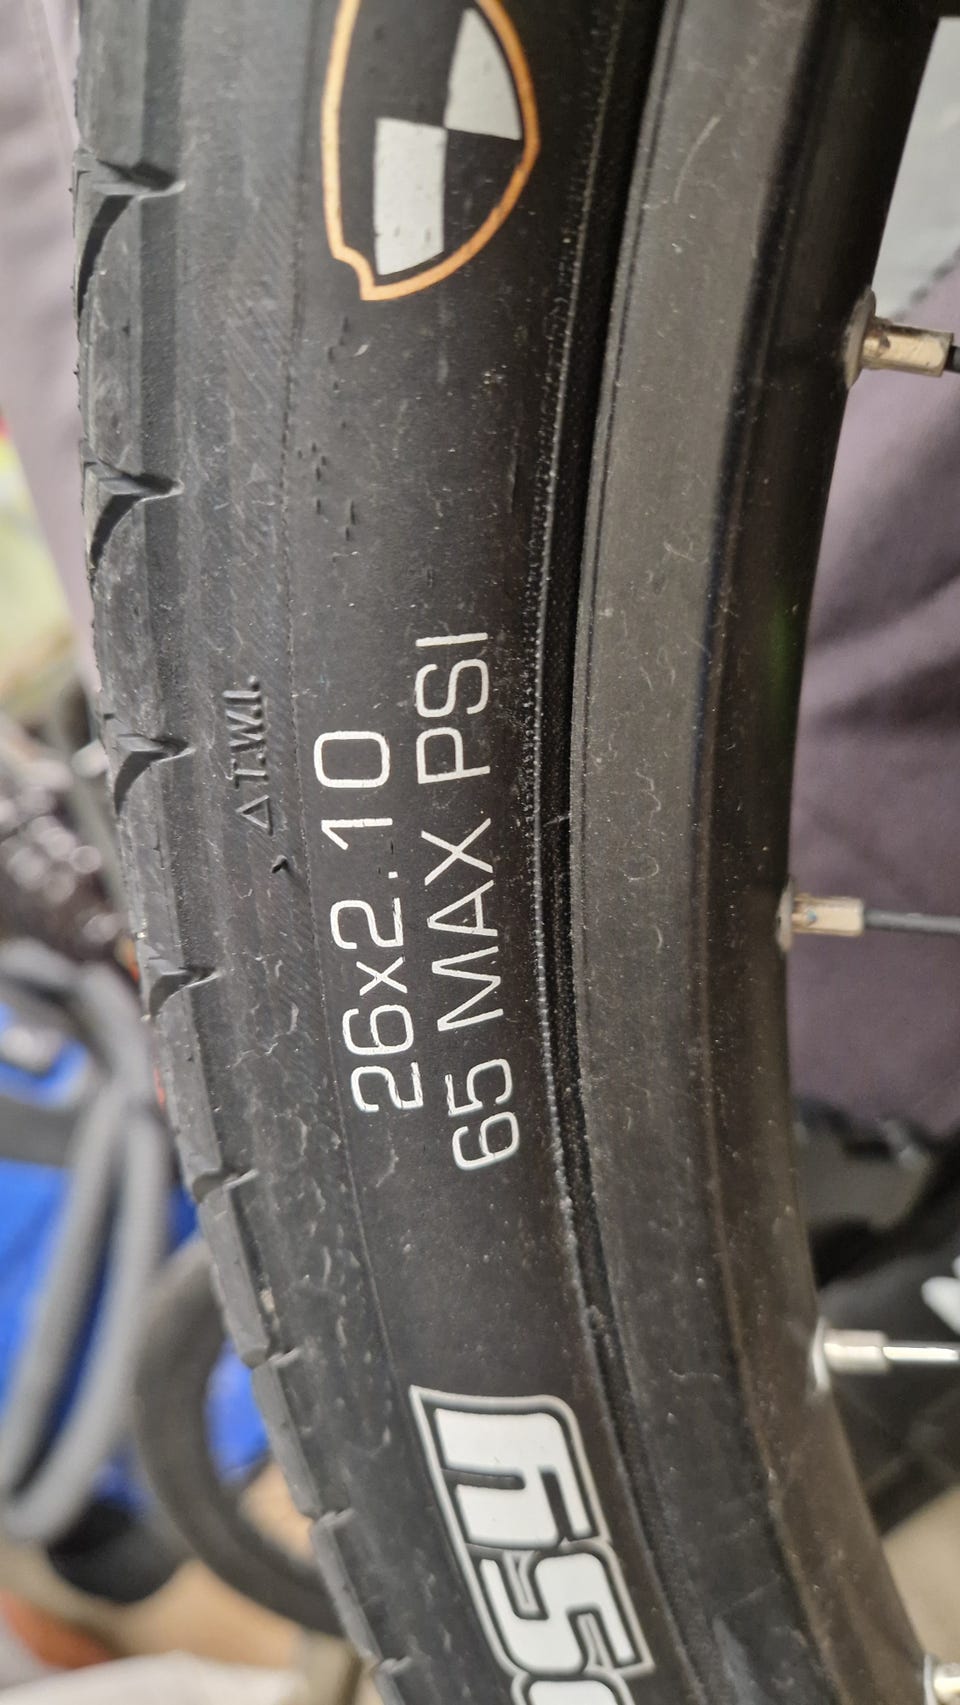 △ T.W.I.
26x2.10
65 MAX PSI